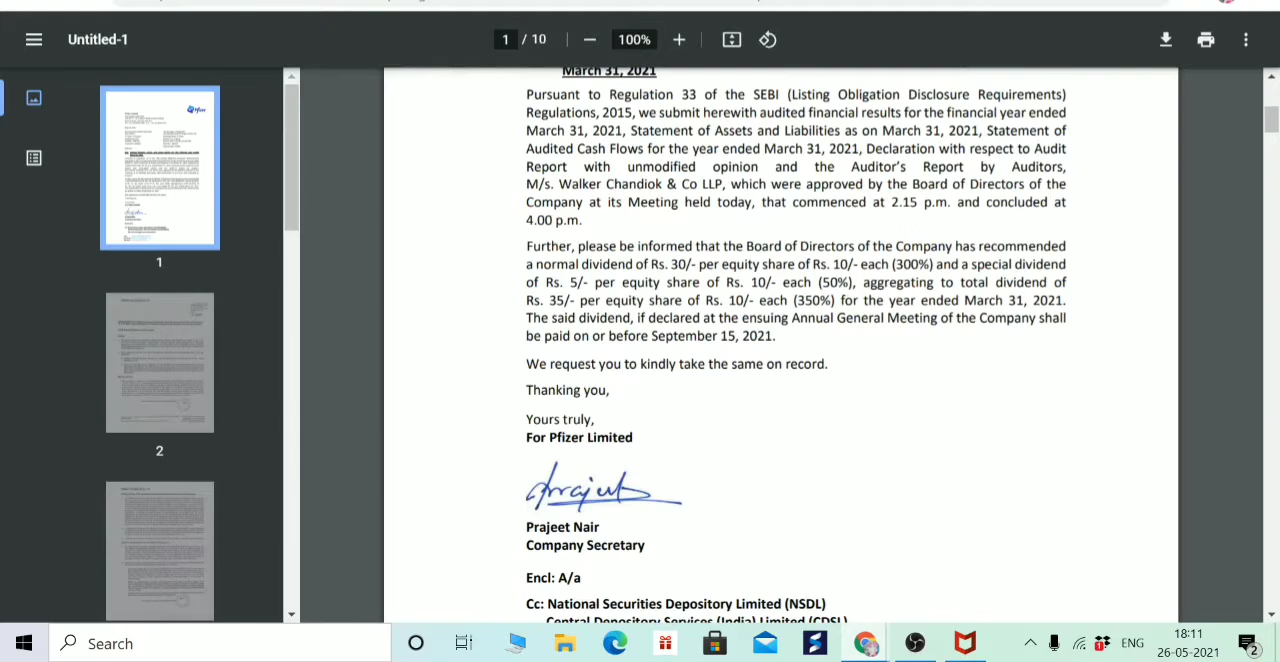 Untitled-1
1 / 10
100%
March 31, 2021
Pursuant to Regulation 33 of the SEBI (Listing Obligation Disclosure Requirements)
Regulations, 2015, we submit herewith audited financial results for the financial year ended
March 31, 2021, Statement of Assets and Liabilities as on March 31, 2021, Statement of
Audited Cash Flows for the year ended March 31, 2021, Declaration with respect to Audit
Report with unmodified opinion and the Auditor's Report by Auditors,
M/s. Walker Chandiok & Co LLP, which were approved by the Board of Directors of the
Company at its Meeting held today, that commenced at 2.15 p.m. and concluded at
4.00 p.m.
Further, please be informed that the Board of Directors of the Company has recommended
a normal dividend of Rs. 30/- per equity share of Rs. 10/- each (300%) and a special dividend
of Rs. 5/- per equity share of Rs. 10/- each (50%), aggregating to total dividend of
Rs. 35/- per equity share of Rs. 10/- each (350%) for the year ended March 31, 2021.
The said dividend, if declared at the ensuing Annual General Meeting of the Company shall
be paid on or before September 15, 2021.
We request you to kindly take the same on record.
Thanking you,
Yours truly,
For Pfizer Limited
Prajeet Nair
Company Secretary
Encl: A/a
Cc: National Securities Depository Limited (NSDL)
Central Depository Services (India) Limited (CDSL)
Pfizer
1
2
Search
ENG
18:11
26-05-2021
2